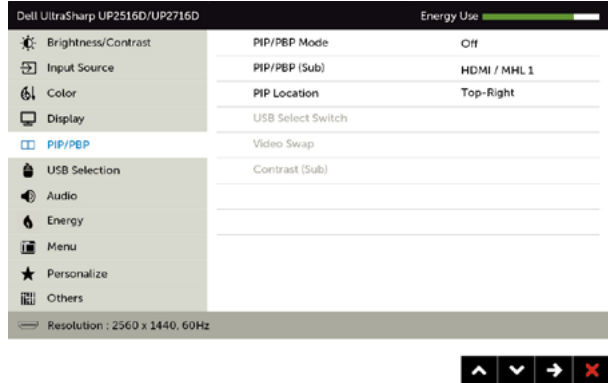 Dell UltraSharp UP2516D/UP2716D Energy Use
Brightness/Contrast PIP/PBP Mode Off
Input Source PIP/PBP (Sub) HDMI / MHL 1
Color PIP Location Top-Right
Display USB Select Switch
PIP/PBP Video Swap
USB Selection Contrast (Sub)
Audio
Energy
Menu
Personalize
Others
Resolution : 2560 x 1440, 60Hz